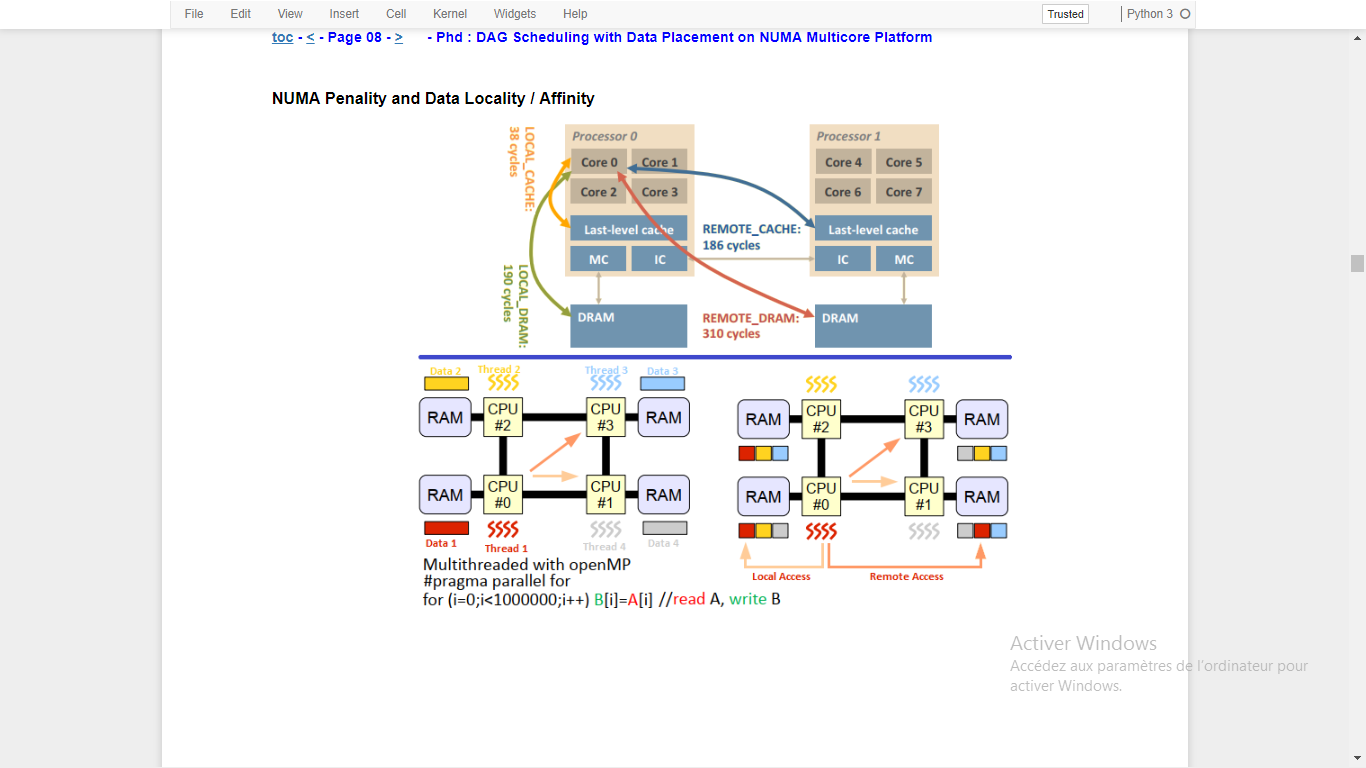 File Edit View Insert Cell Kernel Widgets Help Trusted Python 3
toc - < - Page 08 - > - Phd : DAG Scheduling with Data Placement on NUMA Multicore Platform
NUMA Penality and Data Locality / Affinity
LOCAL_CACHE:
38 cycles
Processor 0
Core 0 Core 1
Core 2 Core 3
Last-level cache
MC IC
Processor 1
Core 4 Core 5
Core 6 Core 7
Last-level cache
IC MC
REMOTE_CACHE:
186 cycles
LOCAL_DRAM:
190 cycles
DRAM
REMOTE_DRAM:
310 cycles
DRAM
Data 2 Thread 2 Thread 3 Data 3
RAM CPU #2 CPU #3 RAM
RAM CPU #0 CPU #1 RAM
Data 1 Thread 1 Thread 4 Data 4
RAM CPU #2 CPU #3 RAM
RAM CPU #0 CPU #1 RAM
Local Access Remote Access
Multithreaded with openMP
#pragma parallel for
for (i=0;i<1000000;i++) B[i]=A[i] //read A, write B
Activer Windows
Accédez aux paramètres de l'ordinateur pour
activer Windows.